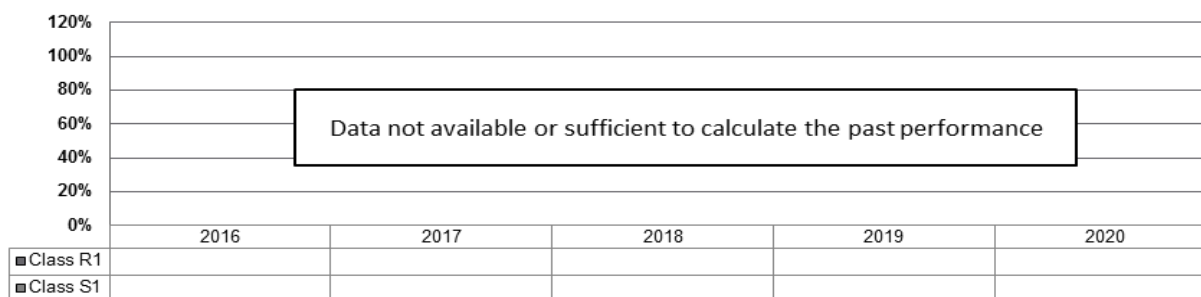 120%
100%
80%
Data not available or sufficient to calculate the past performance
60%
40%
20%
0%
2016 2017 2018 2019 2020
Class R1
Class S1